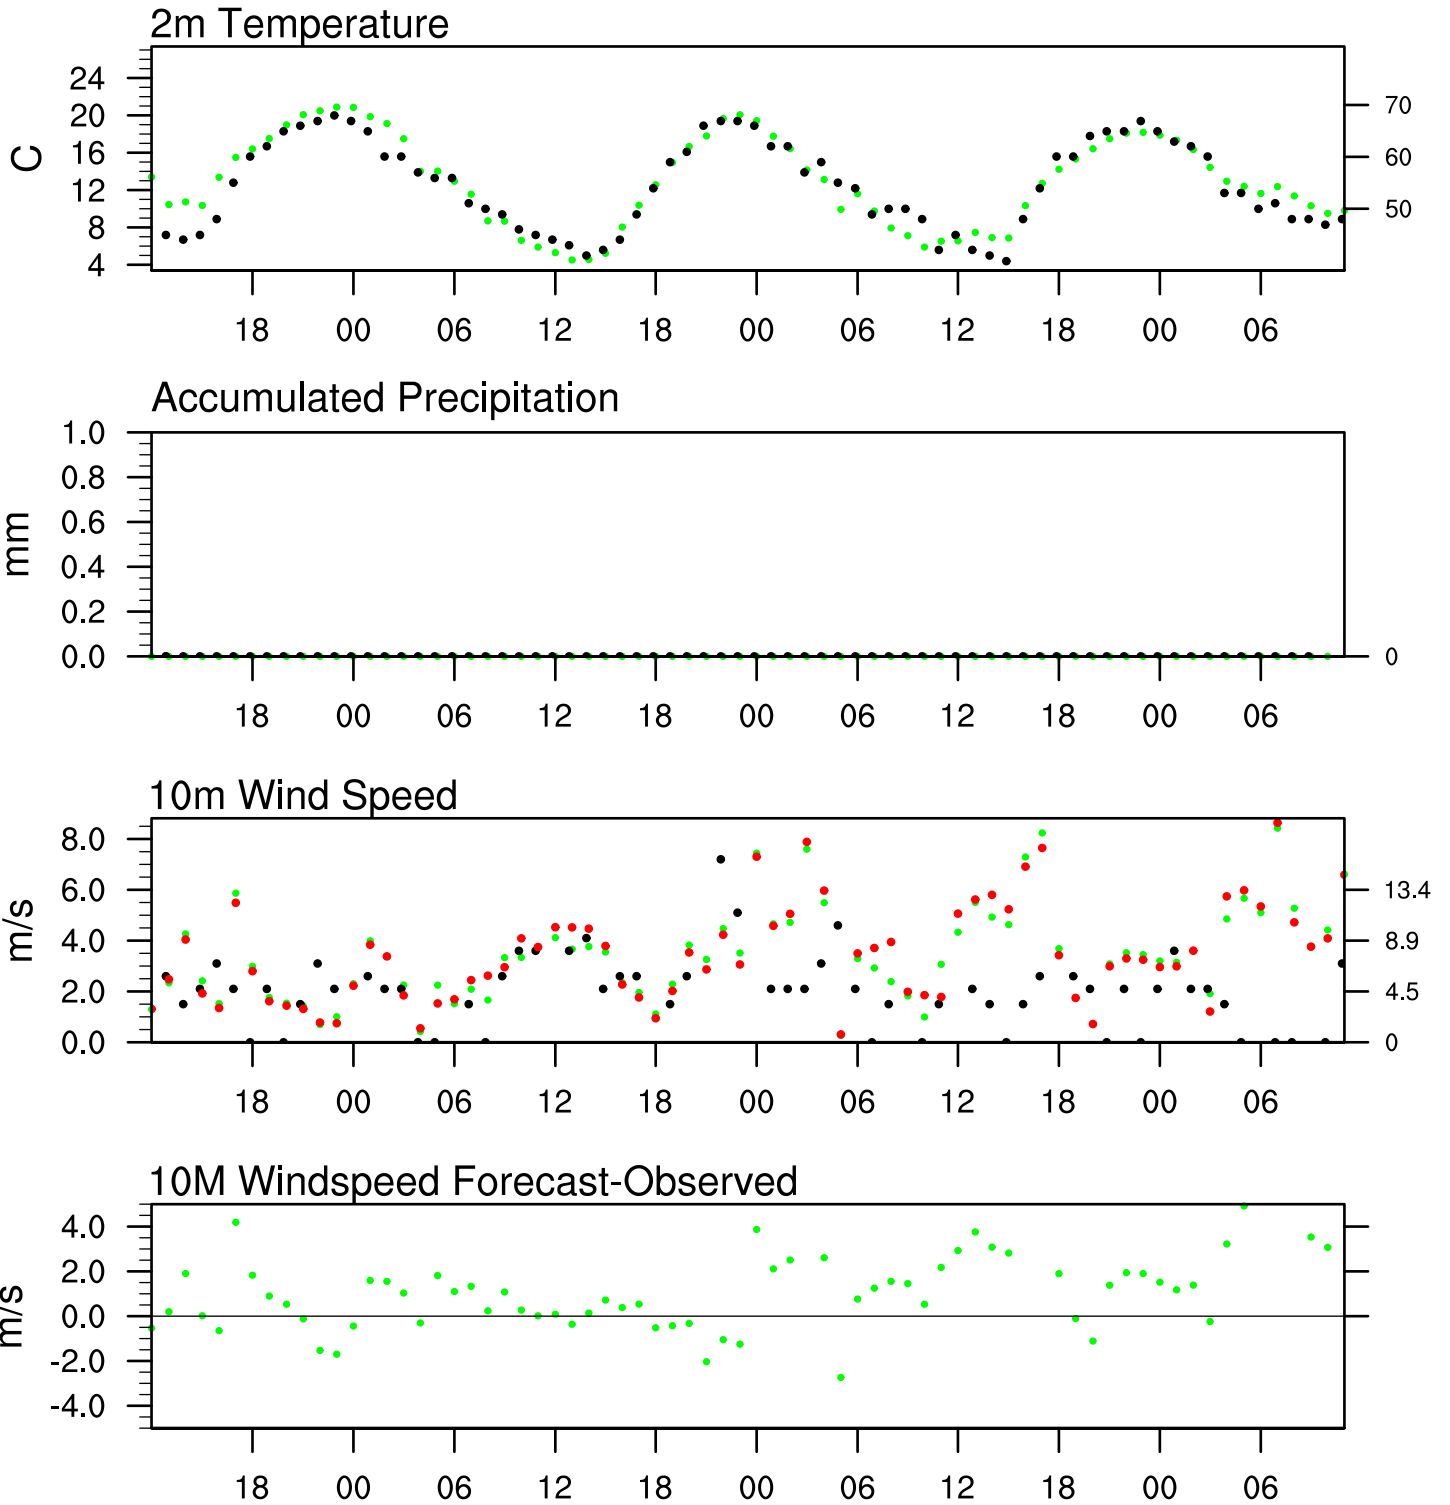 2m Temperature
24
20
16
12
8
4
C
70
60
50
18 00 06 12 18 00 06 12 18 00 06
Accumulated Precipitation
1.0
0.8
0.6
0.4
0.2
0.0
mm
0
18 00 06 12 18 00 06 12 18 00 06
10m Wind Speed
8.0
6.0
4.0
2.0
0.0
m/s
13.4
8.9
4.5
0
18 00 06 12 18 00 06 12 18 00 06
10M Windspeed Forecast-Observed
4.0
2.0
0.0
-2.0
-4.0
m/s
18 00 06 12 18 00 06 12 18 00 06